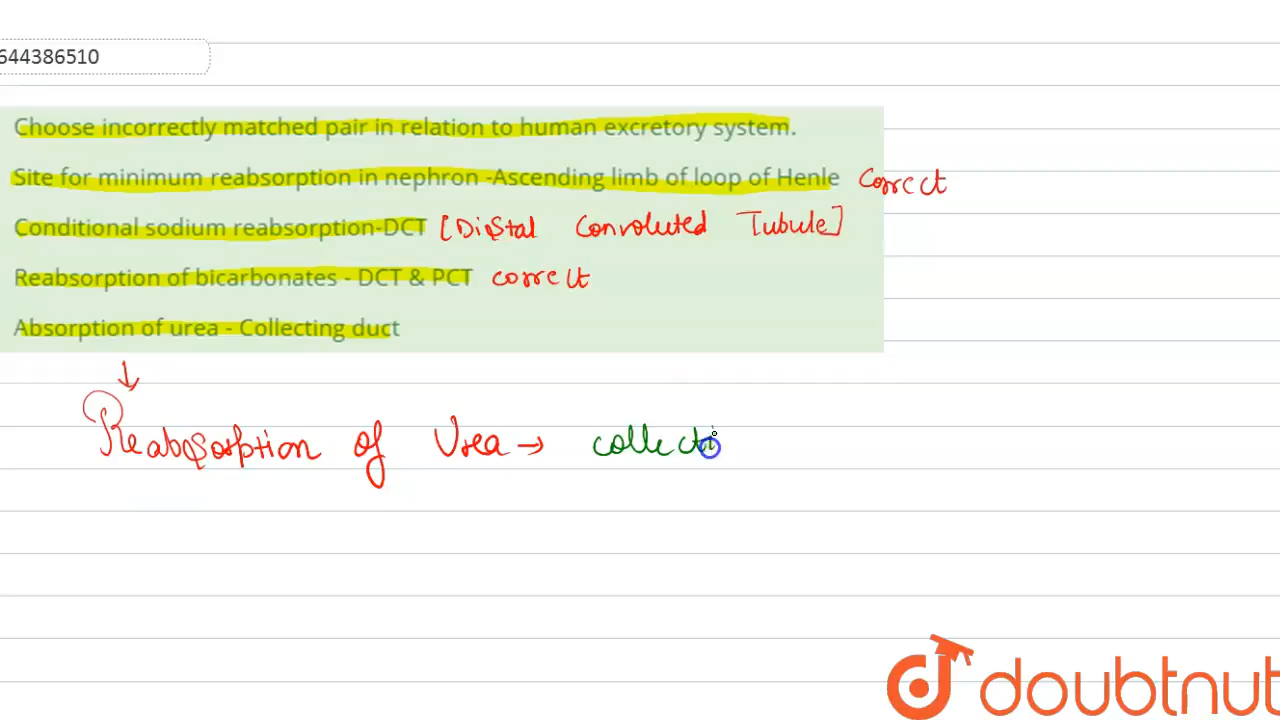 644386510
Choose incorrectly matched pair in relation to human excretory system.
Site for minimum reabsorption in nephron -Ascending limb of loop of Henle correct
Conditional sodium reabsorption-DCT [Distal Convoluted Tubule]
Reabsorption of bicarbonates - DCT & PCT correct
Absorption of urea - Collecting duct
↓
Reabsorption of Urea → collecti
doubtnut